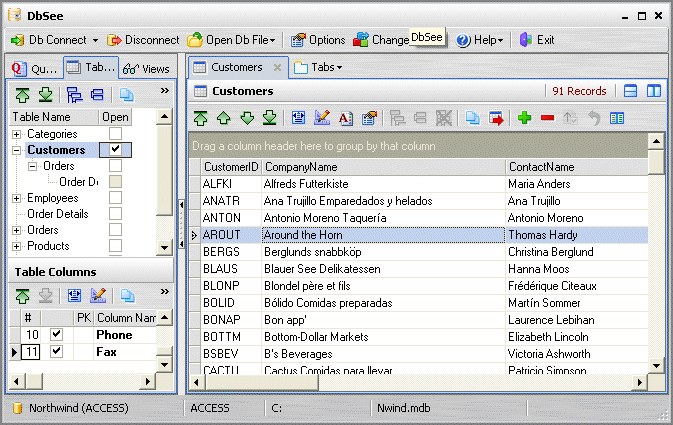 DbSee
Db Connect Disconnect Open Db File Options Change DbSee Help Exit
Qu... Tab... Views
Customers Tabs
Customers 91 Records
Table Name Open
Categories
Customers
Orders
Order D
Employees
Order Details
Orders
Products
Table Columns
# PK Column Nam
10 Phone
11 Fax
Drag a column header here to group by that column
CustomerID CompanyName ContactName
ALFKI Alfreds Futterkiste Maria Anders
ANATR Ana Trujillo Emparedados y helados Ana Trujillo
ANTON Antonio Moreno Taquería Antonio Moreno
AROUT Around the Horn Thomas Hardy
BERGS Berglunds snabbköp Christina Berglund
BLAUS Blauer See Delikatessen Hanna Moos
BLONP Blondel père et fils Frédérique Citeaux
BOLID Bólido Comidas preparadas Martín Sommer
BONAP Bon app' Laurence Lebihan
BOTTM Bottom-Dollar Markets Elizabeth Lincoln
BSBEV B's Beverages Victoria Ashworth
CACTU Cactus Comidas para llevar Patricio Simpson
Northwind (ACCESS) ACCESS C: Nwind.mdb